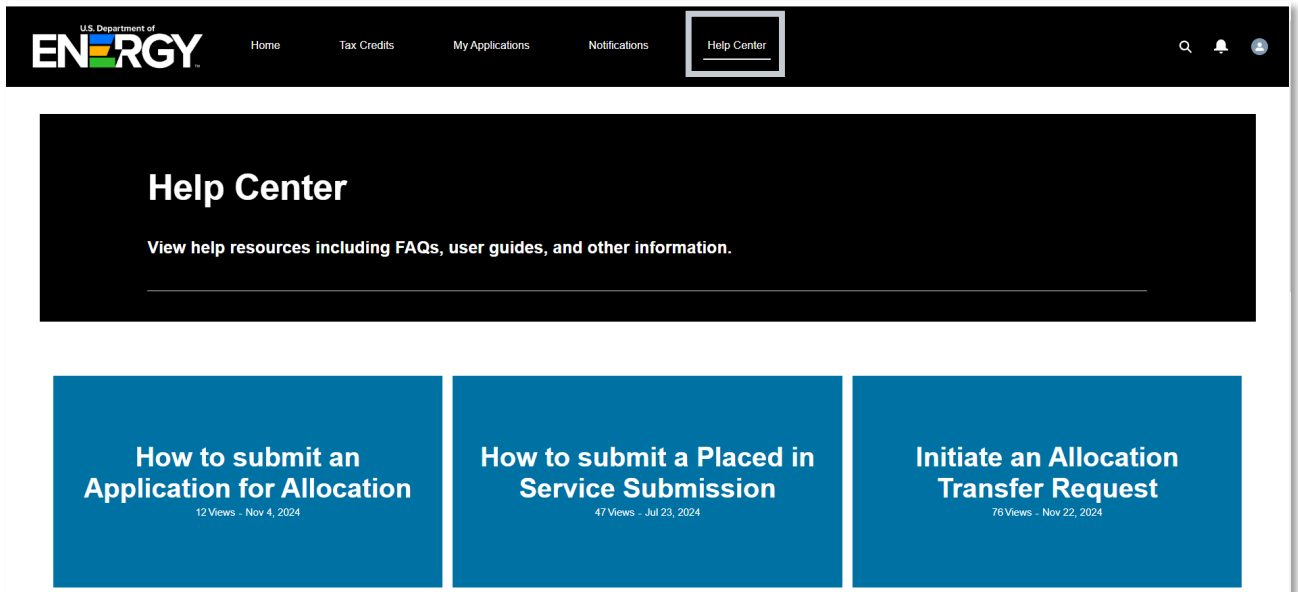 U.S. Department of
ENERGY
Home
Tax Credits
My Applications
Notifications
Help Center
Help Center
View help resources including FAQs, user guides, and other information.
How to submit an
Application for Allocation
12 Views - Nov 4, 2024
How to submit a Placed in
Service Submission
47 Views - Jul 23, 2024
Initiate an Allocation
Transfer Request
76 Views - Nov 22, 2024